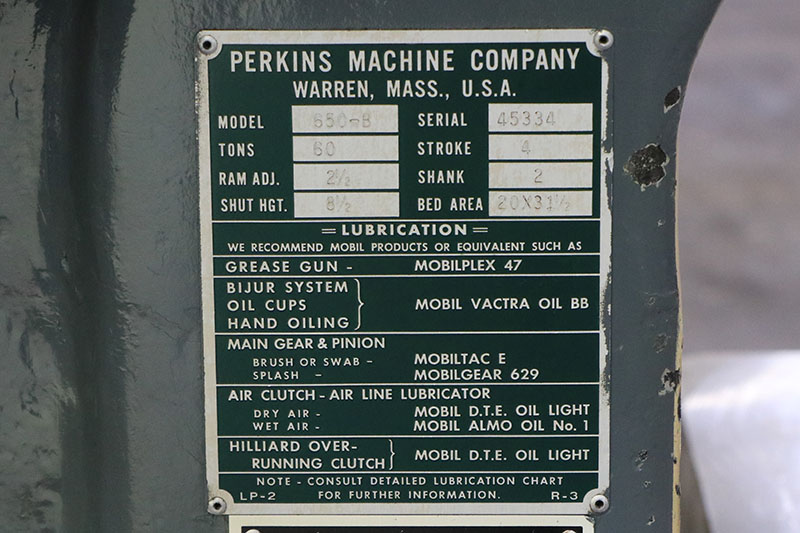 PERKINS MACHINE COMPANY
WARREN, MASS., U.S.A.
MODEL 650-B SERIAL 45334
TONS 60 STROKE 4
RAM ADJ. 2½ SHANK 2
SHUT HGT. 8½ BED AREA 20X31½
=LUBRICATION=
WE RECOMMEND MOBIL PRODUCTS OR EQUIVALENT SUCH AS
GREASE GUN - MOBILPLEX 47
BIJUR SYSTEM
OIL CUPS } MOBIL VACTRA OIL BB
HAND OILING
MAIN GEAR & PINION
BRUSH OR SWAB - MOBILTAC E
SPLASH - MOBILGEAR 629
AIR CLUTCH - AIR LINE LUBRICATOR
DRY AIR - MOBIL D.T.E. OIL LIGHT
WET AIR - MOBIL ALMO OIL No. 1
HILLIARD OVER-
RUNNING CLUTCH } MOBIL D.T.E. OIL LIGHT
NOTE - CONSULT DETAILED LUBRICATION CHART
LP-2 FOR FURTHER INFORMATION. R-3